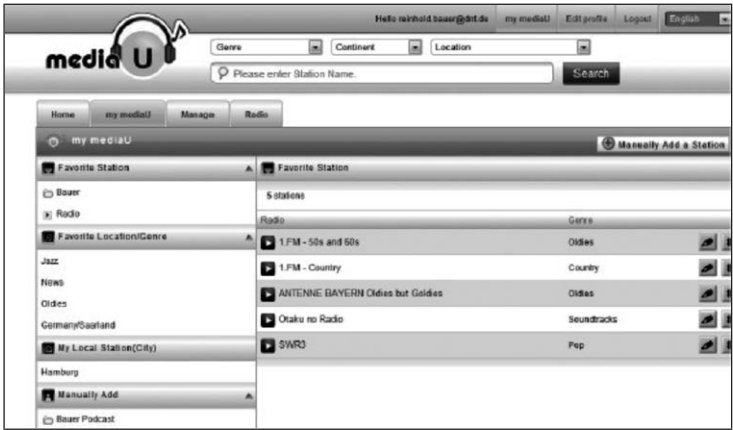 Hello reinhold.bauer@dnt.de my mediaU Edit profile Logout English
media U
Genre Continent Location
Please enter Station Name. Search
Home my mediaU Manage Radio
my mediaU Manually Add a Station
Favorite Station
Bauer
Radio
Favorite Location/Genre
Jazz
News
Oldies
Germany/Saarland
My Local Station(City)
Hamburg
Manually Add
Bauer Podcast
Favorite Station
5 stations
Radio Genre
1.FM - 50s and 60s Oldies
1.FM - Country Country
ANTENNE BAYERN Oldies but Goldies Oldies
Otaku no Radio Soundtracks
SWR3 Pop